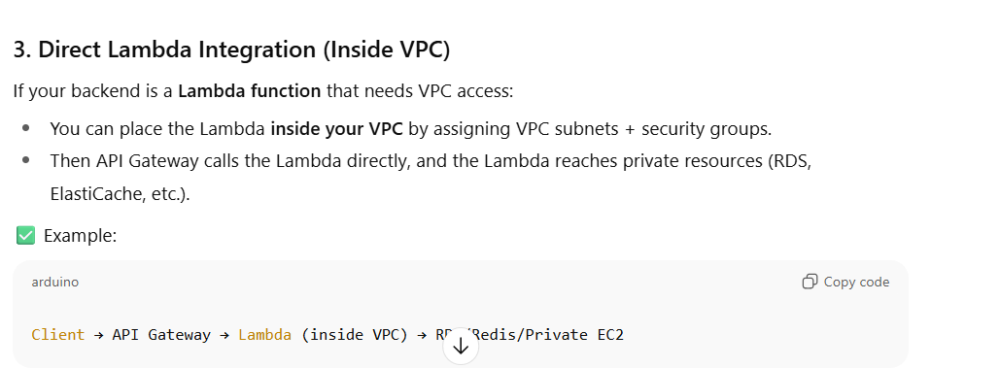 3. Direct Lambda Integration (Inside VPC)
If your backend is a Lambda function that needs VPC access:
• You can place the Lambda inside your VPC by assigning VPC subnets + security groups.
• Then API Gateway calls the Lambda directly, and the Lambda reaches private resources (RDS,
ElastiCache, etc.).
✅ Example:
arduino Copy code
Client → API Gateway → Lambda (inside VPC) → /Redis/Private EC2